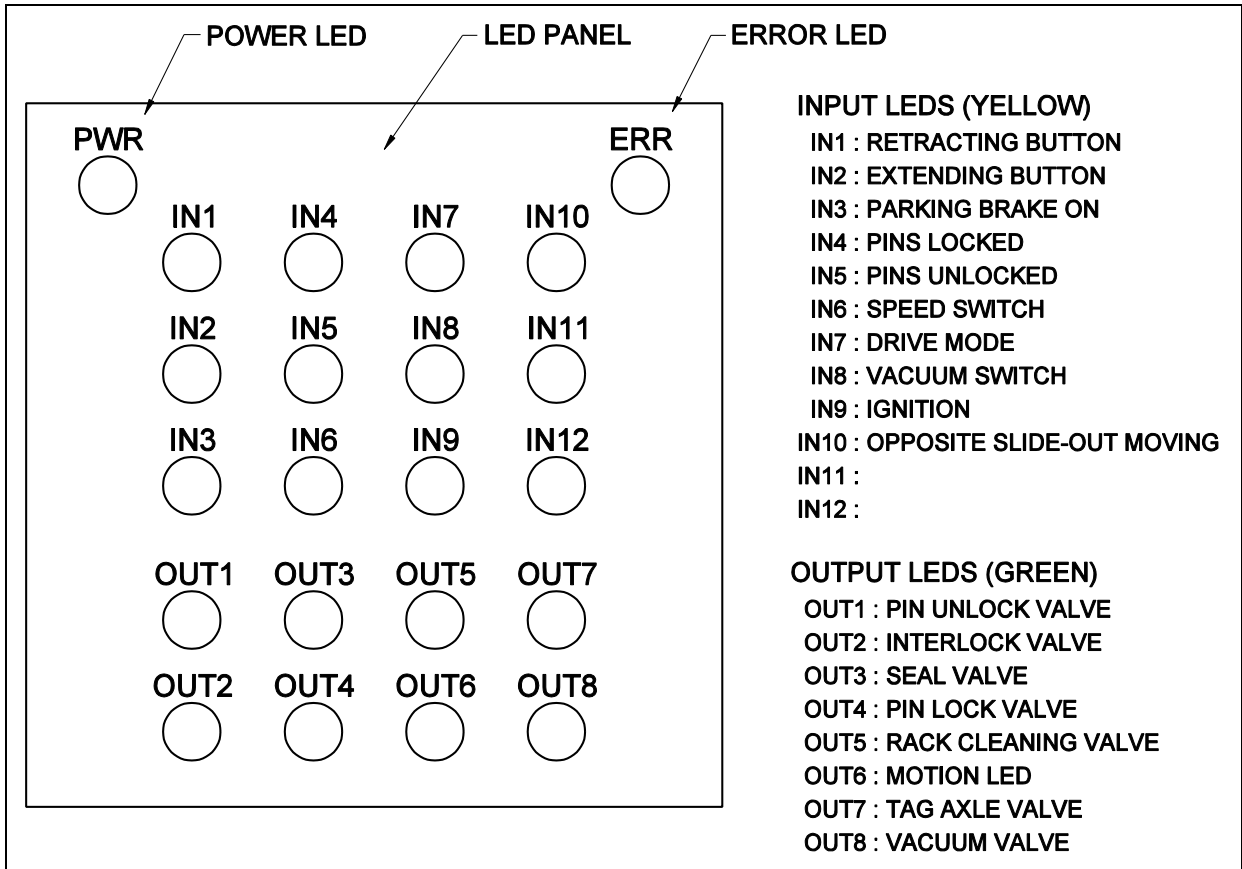 POWER LED
LED PANEL
ERROR LED
PWR
ERR
IN1 IN4 IN7 IN10
IN2 IN5 IN8 IN11
IN3 IN6 IN9 IN12
OUT1 OUT3 OUT5 OUT7
OUT2 OUT4 OUT6 OUT8
INPUT LEDS (YELLOW)
IN1 : RETRACTING BUTTON
IN2 : EXTENDING BUTTON
IN3 : PARKING BRAKE ON
IN4 : PINS LOCKED
IN5 : PINS UNLOCKED
IN6 : SPEED SWITCH
IN7 : DRIVE MODE
IN8 : VACUUM SWITCH
IN9 : IGNITION
IN10 : OPPOSITE SLIDE-OUT MOVING
IN11 :
IN12 :
OUTPUT LEDS (GREEN)
OUT1 : PIN UNLOCK VALVE
OUT2 : INTERLOCK VALVE
OUT3 : SEAL VALVE
OUT4 : PIN LOCK VALVE
OUT5 : RACK CLEANING VALVE
OUT6 : MOTION LED
OUT7 : TAG AXLE VALVE
OUT8 : VACUUM VALVE